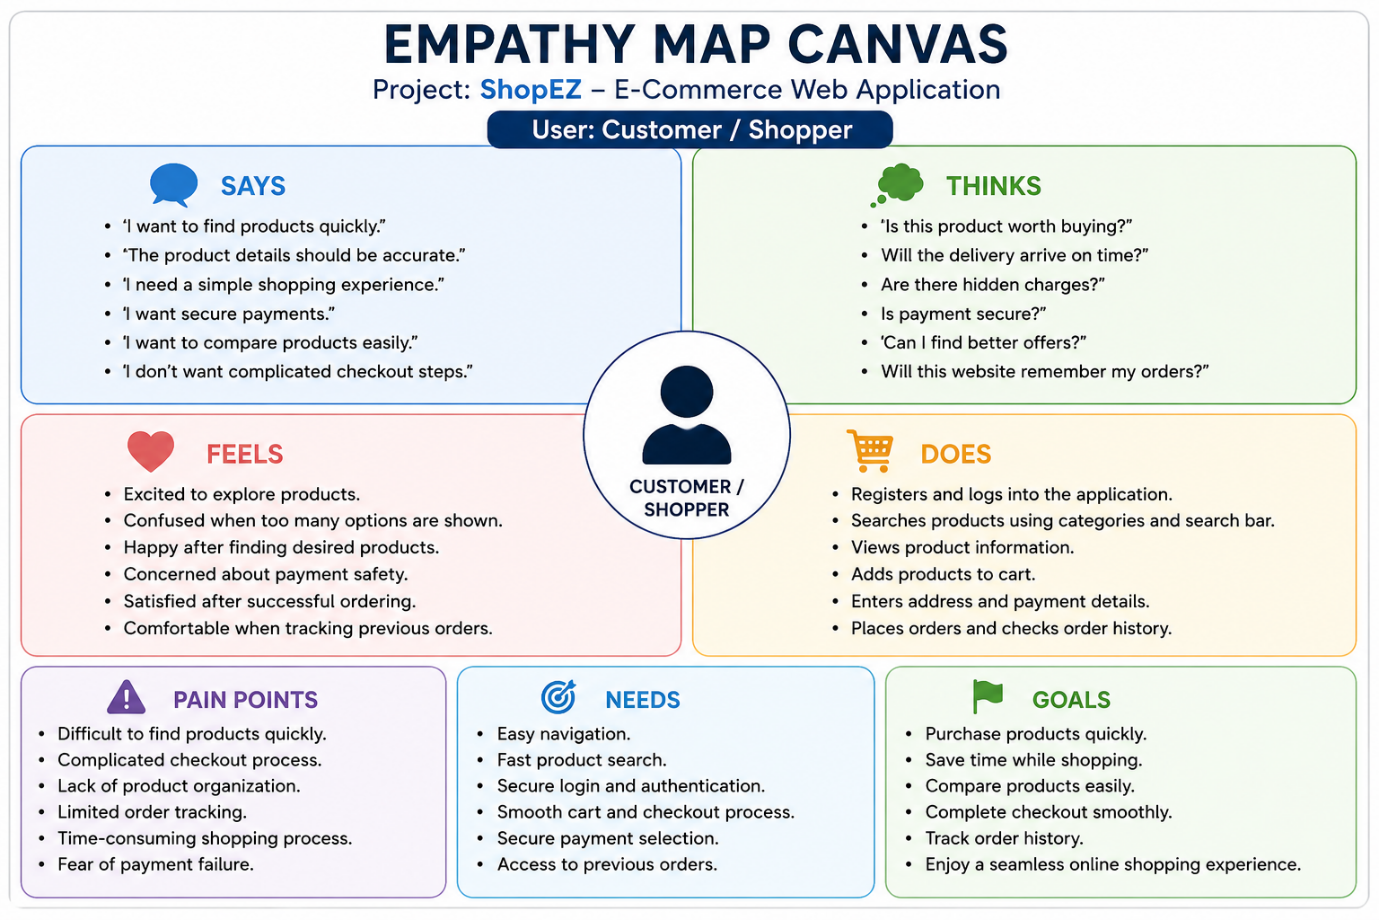 EMPATHY MAP CANVAS
Project: ShopEZ – E-Commerce Web Application
User: Customer / Shopper
SAYS
• ‘I want to find products quickly.”
• “The product details should be accurate.”
• ‘I need a simple shopping experience.”
• ‘I want secure payments.”
• ‘I want to compare products easily.”
• ‘I don’t want complicated checkout steps.”
THINKS
• ‘Is this product worth buying?”
• Will the delivery arrive on time?”
• Are there hidden charges?”
• Is payment secure?”
• ‘Can I find better offers?”
• Will this website remember my orders?”
CUSTOMER /
SHOPPER
FEELS
• Excited to explore products.
• Confused when too many options are shown.
• Happy after finding desired products.
• Concerned about payment safety.
• Satisfied after successful ordering.
• Comfortable when tracking previous orders.
DOES
• Registers and logs into the application.
• Searches products using categories and search bar.
• Views product information.
• Adds products to cart.
• Enters address and payment details.
• Places orders and checks order history.
PAIN POINTS
• Difficult to find products quickly.
• Complicated checkout process.
• Lack of product organization.
• Limited order tracking.
• Time-consuming shopping process.
• Fear of payment failure.
NEEDS
• Easy navigation.
• Fast product search.
• Secure login and authentication.
• Smooth cart and checkout process.
• Secure payment selection.
• Access to previous orders.
GOALS
• Purchase products quickly.
• Save time while shopping.
• Compare products easily.
• Complete checkout smoothly.
• Track order history.
• Enjoy a seamless online shopping experience.